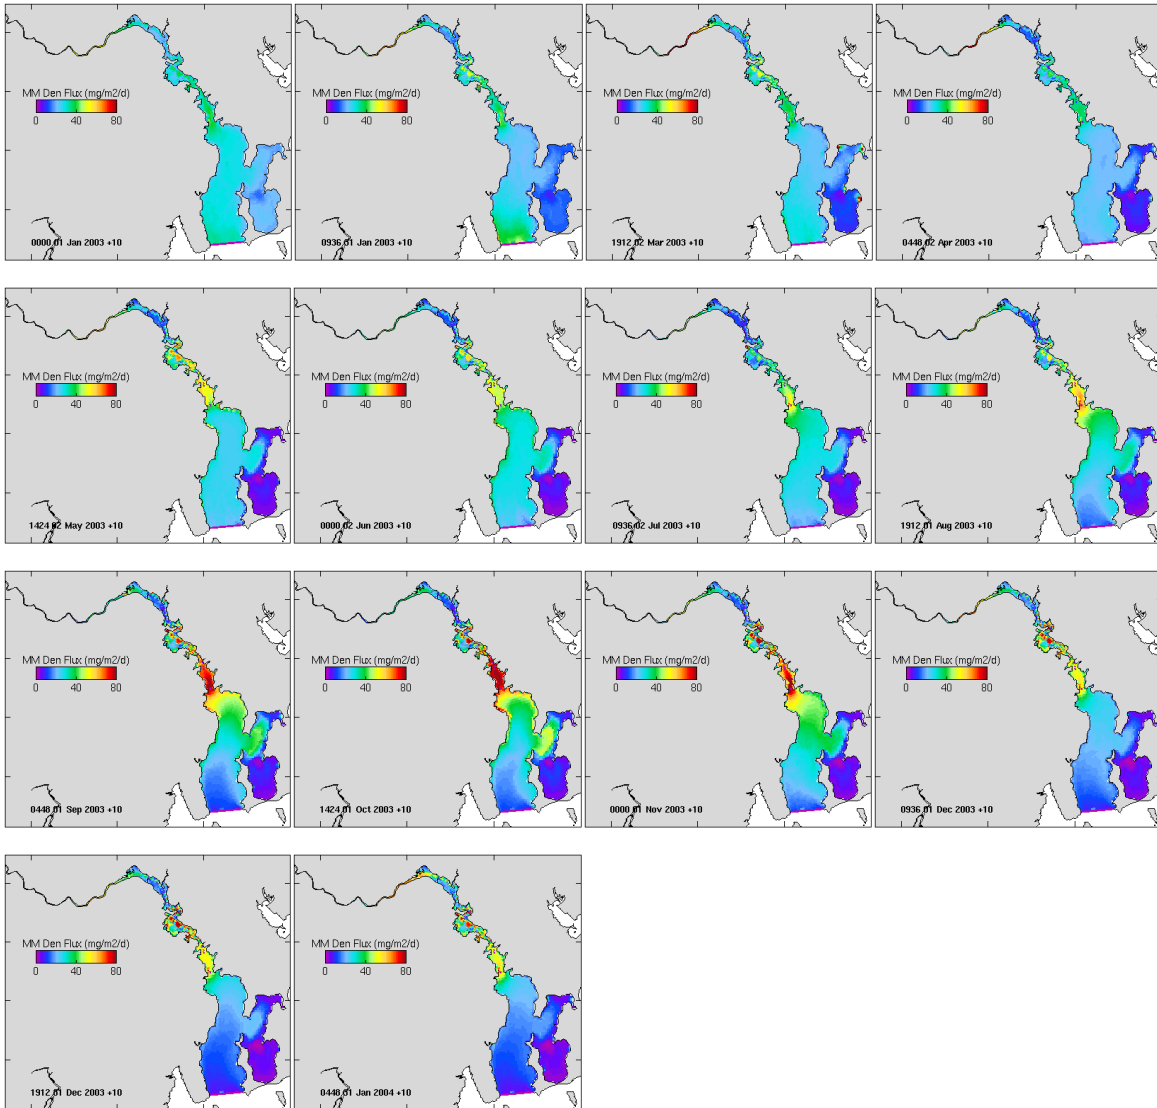 MM Den Flux (mg/m2/d)
0 40 80
0000 01 Jan 2003 +10
MM Den Flux (mg/m2/d)
0 40 80
0936 31 Jan 2003 +10
MM Den Flux (mg/m2/d)
0 40 80
1912 02 Mar 2003 +10
MM Den Flux (mg/m2/d)
0 40 80
0448 02 Apr 2003 +10
MM Den Flux (mg/m2/d)
0 40 80
1424 02 May 2003 +10
MM Den Flux (mg/m2/d)
0 40 80
0000 02 Jun 2003 +10
MM Den Flux (mg/m2/d)
0 40 80
0936 02 Jul 2003 +10
MM Den Flux (mg/m2/d)
0 40 80
1912 01 Aug 2003 +10
MM Den Flux (mg/m2/d)
0 40 80
0448 01 Sep 2003 +10
MM Den Flux (mg/m2/d)
0 40 80
1424 01 Oct 2003 +10
MM Den Flux (mg/m2/d)
0 40 80
0000 01 Nov 2003 +10
MM Den Flux (mg/m2/d)
0 40 80
0936 01 Dec 2003 +10
MM Den Flux (mg/m2/d)
0 40 80
1912 31 Dec 2003 +10
MM Den Flux (mg/m2/d)
0 40 80
0448 31 Jan 2004 +10